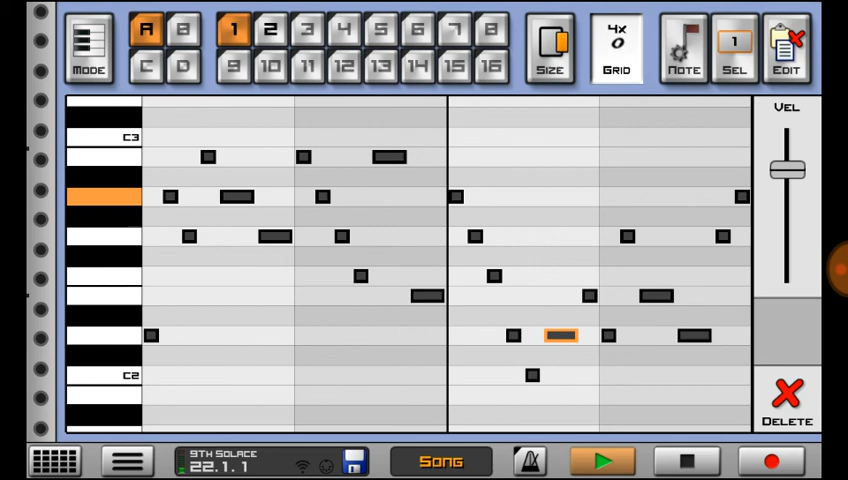 A B 1 2 3 4 5 6 7 8
4x
MODE
C D 9 10 11 12 13 14 15 16
SIZE
GRID
NOTE
1
SEL
EDIT
VEL
C3
C2
DELETE
9TH SOLACE
22.1.1
SONG